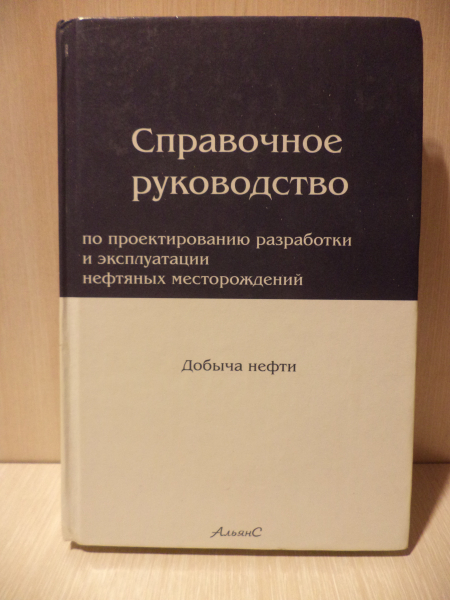 Справочное
руководство
по проектированию разработки
и эксплуатации
нефтяных месторождений
Добыча нефти
АльянС